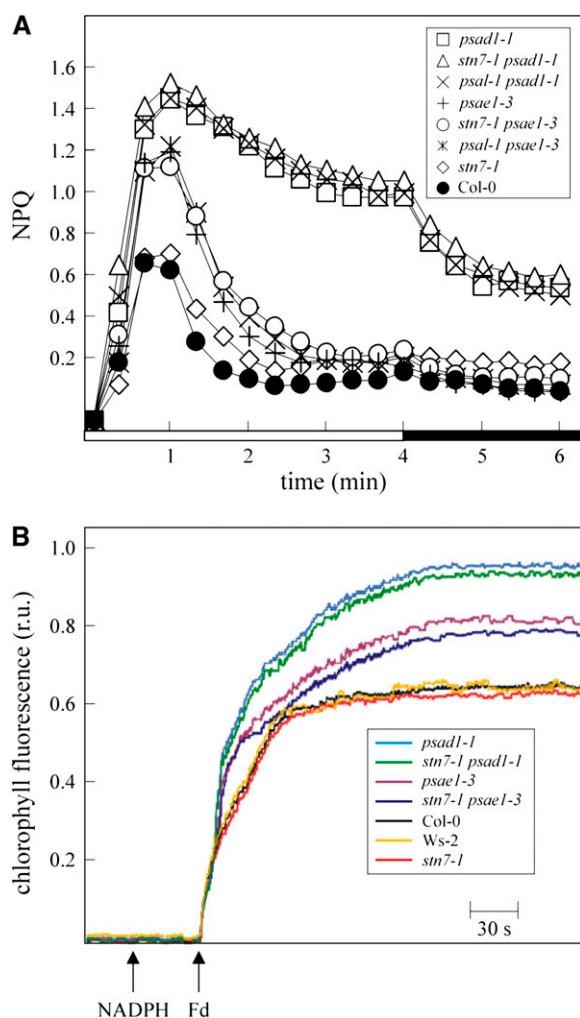 A
psad1-1
stn7-1 psad1-1
psal-1 psad1-1
psae1-3
stn7-1 psae1-3
psal-1 psae1-3
stn7-1
Col-0
1.6
1.4
1.2
1.0
0.8
0.6
0.4
0.2
NPQ
1 2 3 4 5 6
time (min)
B
1.0
0.8
0.6
0.4
0.2
chlorophyll fluorescence (r.u.)
psad1-1
stn7-1 psad1-1
psae1-3
stn7-1 psae1-3
Col-0
Ws-2
stn7-1
30 s
NADPH Fd